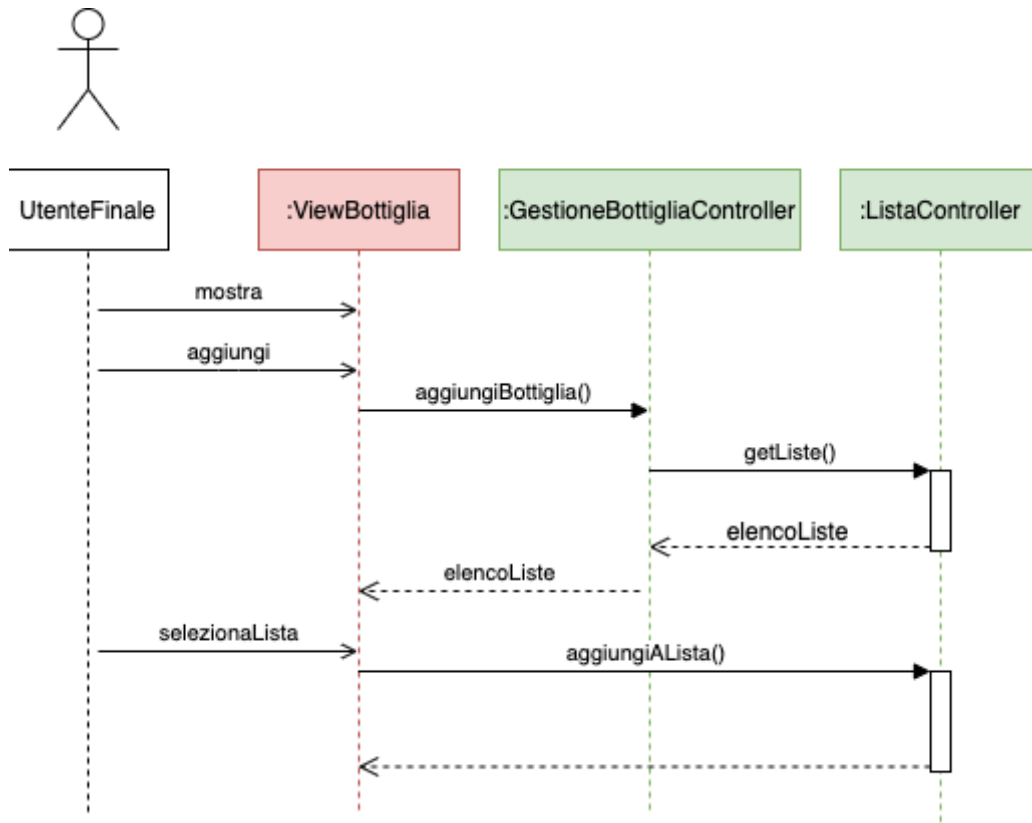 UtenteFinale
:ViewBottiglia
:GestioneBottigliaController
:ListaController
mostra
aggiungi
aggiungiBottiglia()
getListe()
elencoListe
elencoListe
selezionaLista
aggiungiALista()